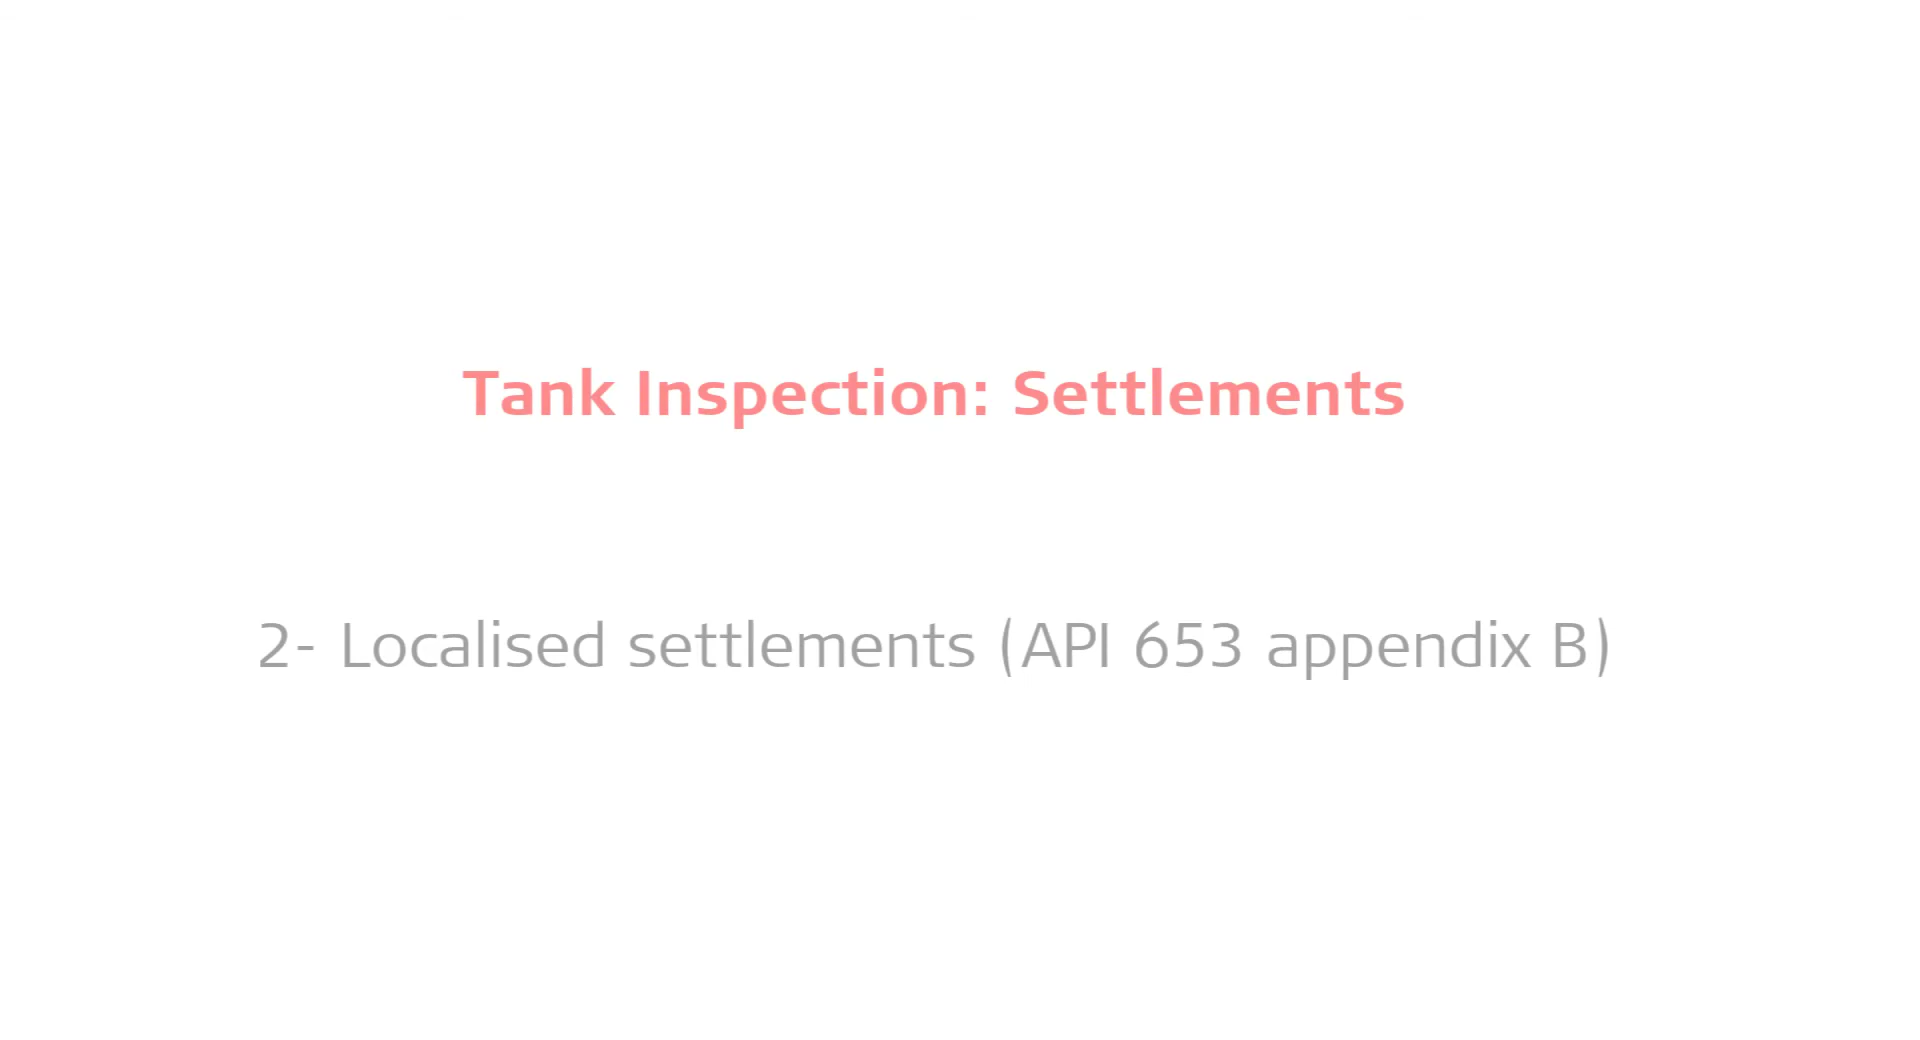 Tank Inspection: Settlements
2- Localised settlements (API 653 appendix B)